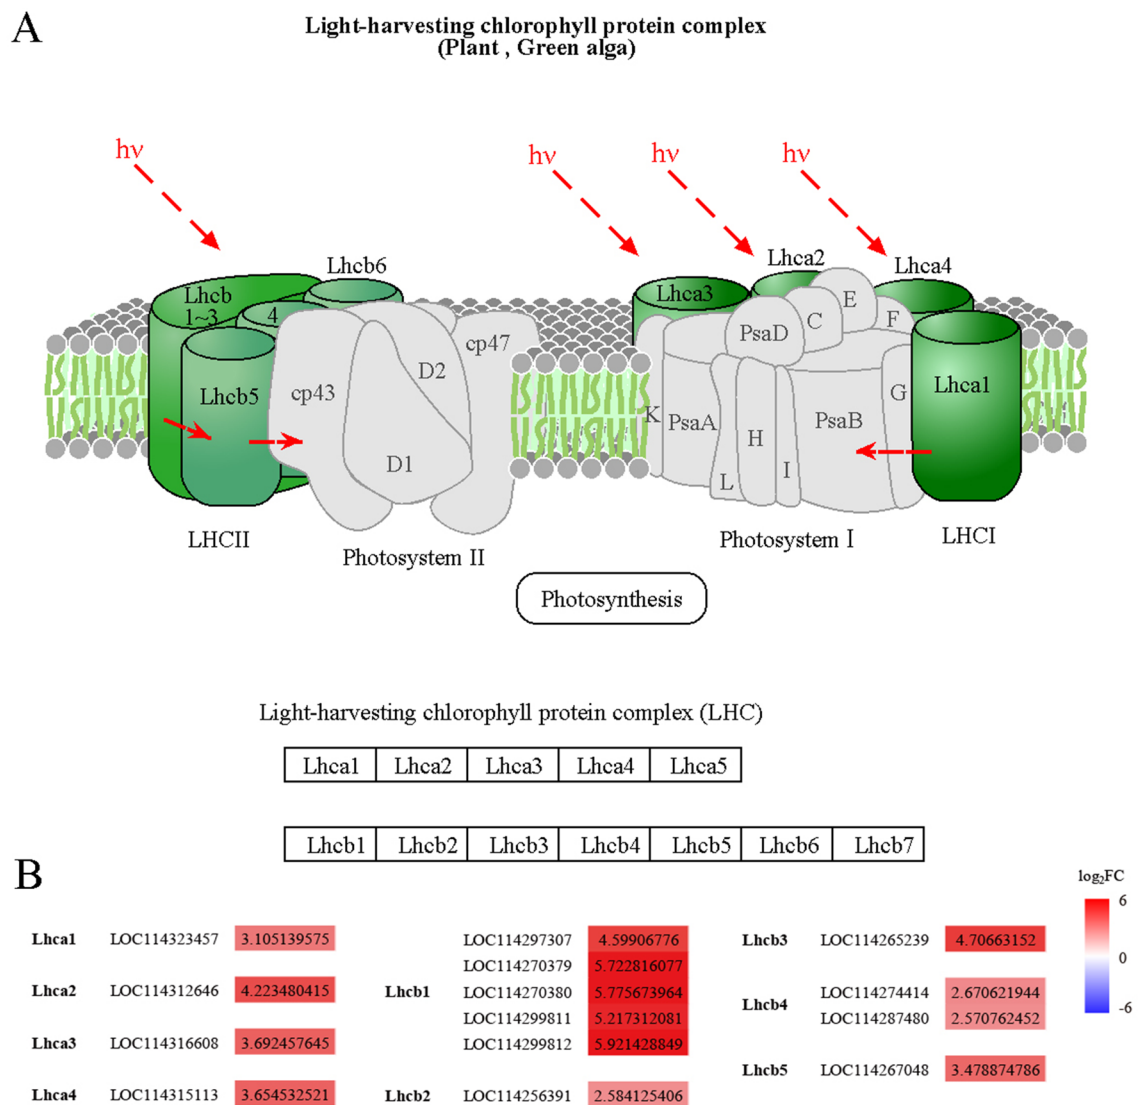 A
Light-harvesting chlorophyll protein complex
(Plant , Green alga)
hν
hν
hν
hν
Lhcb6
Lhca2
Lhca4
Lhcb
1~3
4
Lhca3
E
C
F
PsaD
cp47
D2
Lhcb5
cp43
K
PsaA
PsaB
G
Lhca1
H
D1
I
L
LHCII
Photosystem II
Photosystem I
LHCI
Photosynthesis
Light-harvesting chlorophyll protein complex (LHC)
Lhca1 Lhca2 Lhca3 Lhca4 Lhca5
Lhcb1 Lhcb2 Lhcb3 Lhcb4 Lhcb5 Lhcb6 Lhcb7
B
Lhca1 LOC114323457 3.105139575
Lhca2 LOC114312646 4.223480415
Lhca3 LOC114316608 3.692457645
Lhca4 LOC114315113 3.654532521
Lhcb1
LOC114297307 4.59906776
LOC114270379 5.722816077
LOC114270380 5.775673964
LOC114299811 5.217312081
LOC114299812 5.921428849
Lhcb2 LOC114256391 2.584125406
Lhcb3 LOC114265239 4.70663152
Lhcb4
LOC114274414 2.670621944
LOC114287480 2.570762452
Lhcb5 LOC114267048 3.478874786
log₂FC
6
0
-6